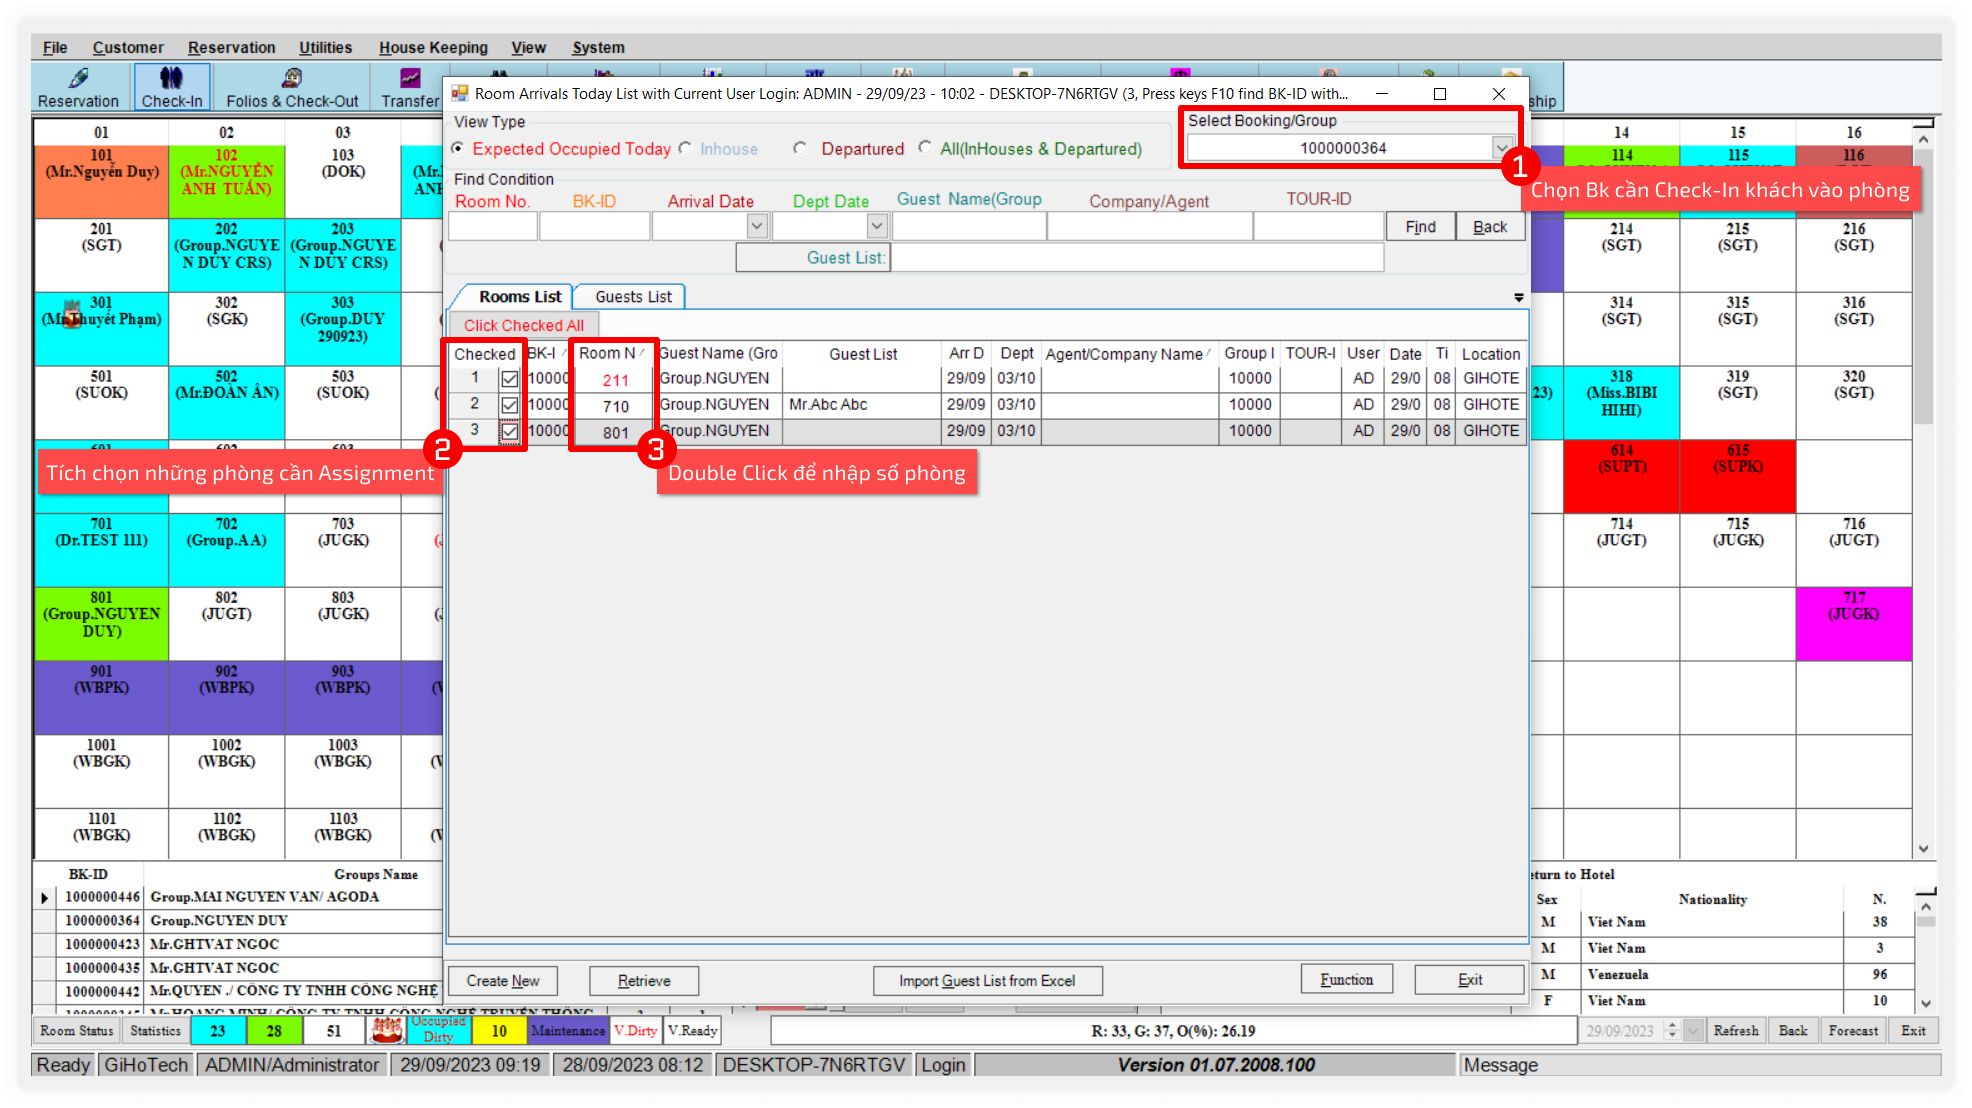 File Customer Reservation Utilities House Keeping View System
Reservation Check-In Folios & Check-Out Transfer
ship
Room Arrivals Today List with Current User Login: ADMIN - 29/09/23 - 10:02 - DESKTOP-7N6RTGV (3, Press keys F10 find BK-ID with...
View Type
Expected Occupied Today Inhouse Departured All(InHouses & Departured)
Select Booking/Group
1000000364
1
Chọn Bk cần Check-In khách vào phòng
Find Condition
Room No. BK-ID Arrival Date Dept Date Guest Name(Group Company/Agent TOUR-ID
Find Back
Guest List:
Rooms List Guests List
Click Checked All
Checked BK-I Room N Guest Name (Gro Guest List Arr D Dept Agent/Company Name Group I TOUR-I User Date Ti Location
1 10000 211 Group.NGUYEN 29/09 03/10 10000 AD 29/0 08 GIHOTE
2 10000 710 Group.NGUYEN Mr.Abc Abc 29/09 03/10 10000 AD 29/0 08 GIHOTE
3 10000 801 Group.NGUYEN 29/09 03/10 10000 AD 29/0 08 GIHOTE
2
Tích chọn những phòng cần Assignment
3
Double Click để nhập số phòng
Create New Retrieve Import Guest List from Excel Function Exit
01 02 03 14 15 16
101 (Mr.Nguyễn Duy)
102 (Mr.NGUYỄN ANH TUẤN)
103 (DOK)
114 115 116
201 (SGT)
202 (Group.NGUYE N DUY CRS)
203 (Group.NGUYE N DUY CRS)
214 (SGT)
215 (SGT)
216 (SGT)
301 (Mr.Thuyết Phạm)
302 (SGK)
303 (Group.DUY 290923)
314 (SGT)
315 (SGT)
316 (SGT)
501 (SUOK)
502 (Mr.ĐOÀN ÂN)
503 (SUOK)
23)
318 (Miss.BIBI HIHI)
319 (SGT)
320 (SGT)
614 (SUPT)
615 (SUPK)
701 (Dr.TEST 111)
702 (Group.AA)
703 (JUGK)
714 (JUGT)
715 (JUGK)
716 (JUGT)
801 (Group.NGUYEN DUY)
802 (JUGT)
803 (JUGK)
717 (JUGK)
901 (WBPK)
902 (WBPK)
903 (WBPK)
1001 (WBGK)
1002 (WBGK)
1003 (WBGK)
1101 (WBGK)
1102 (WBGK)
1103 (WBGK)
BK-ID Groups Name
1000000446 Group.MAI NGUYEN VAN/ AGODA
1000000364 Group.NGUYEN DUY
1000000423 Mr.GHTVAT NGOC
1000000435 Mr.GHTVAT NGOC
1000000442 Mr.QUYEN ./ CÔNG TY TNHH CÔNG NGHỆ
eturn to Hotel
Sex Nationality N.
M Viet Nam 38
M Viet Nam 3
M Venezuela 96
F Viet Nam 10
Room Status Statistics 23 28 51 Occupied Dirty 10 Maintenance V.Dirty V.Ready
R: 33, G: 37, O(%): 26.19
29/09/2023 Refresh Back Forecast Exit
Ready GiHoTech ADMIN/Administrator 29/09/2023 09:19 28/09/2023 08:12 DESKTOP-7N6RTGV Login Version 01.07.2008.100 Message